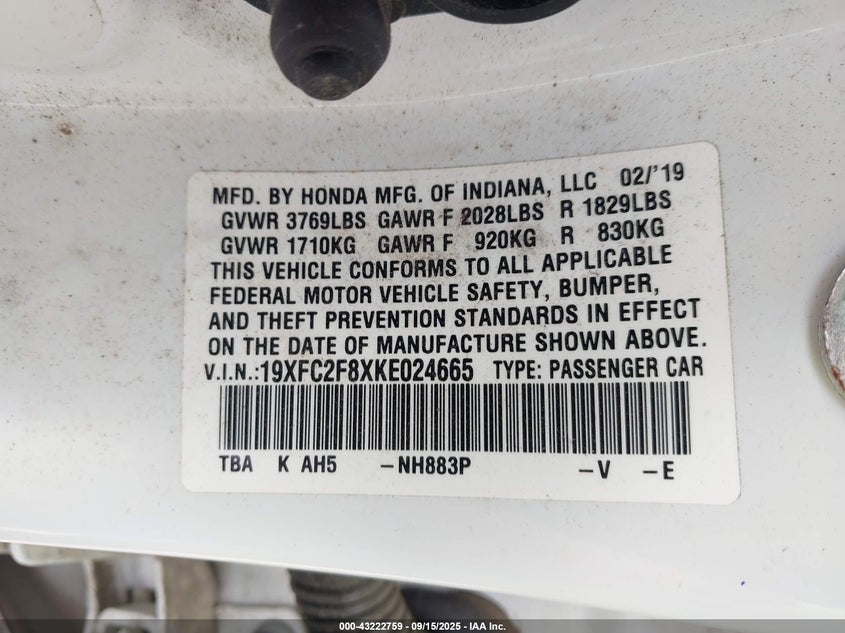 MFD. BY HONDA MFG. OF INDIANA, LLC 02/'19
GVWR 3769LBS GAWR F 2028LBS R 1829LBS
GVWR 1710KG GAWR F 920KG R 830KG
THIS VEHICLE CONFORMS TO ALL APPLICABLE
FEDERAL MOTOR VEHICLE SAFETY, BUMPER,
AND THEFT PREVENTION STANDARDS IN EFFECT
ON THE DATE OF MANUFACTURE SHOWN ABOVE.
V.I.N.:19XFC2F8XKE024665 TYPE: PASSENGER CAR
TBA K AH5 –NH883P –V –E
000-43222759 - 09/15/2025 - IAA Inc.